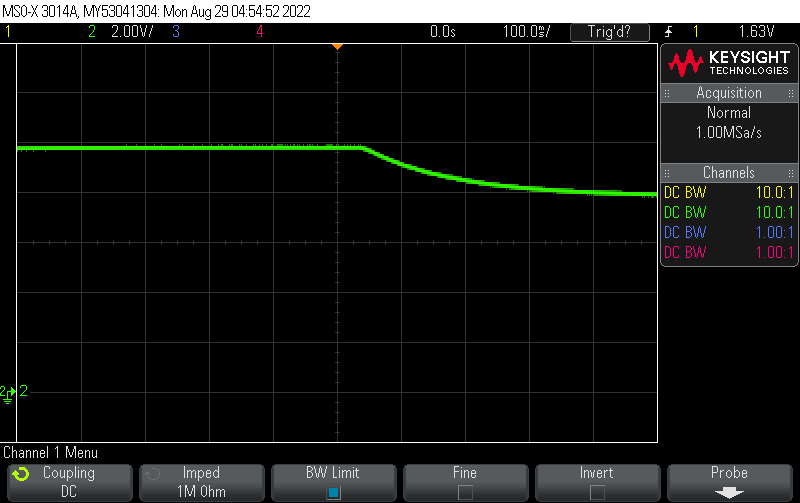 MSO-X 3014A, MY53041304: Mon Aug 29 04:54:52 2022
1 2 2.00V/ 3 4 0.0s 100.0s/ Trig'd? 1 1.63V
KEYSIGHT
TECHNOLOGIES
Acquisition
Normal
1.00MSa/s
Channels
DC BW 10.0:1
DC BW 10.0:1
DC BW 1.00:1
DC BW 1.00:1
2 2
Channel 1 Menu
Coupling Imped BW Limit Fine Invert Probe
DC 1M Ohm